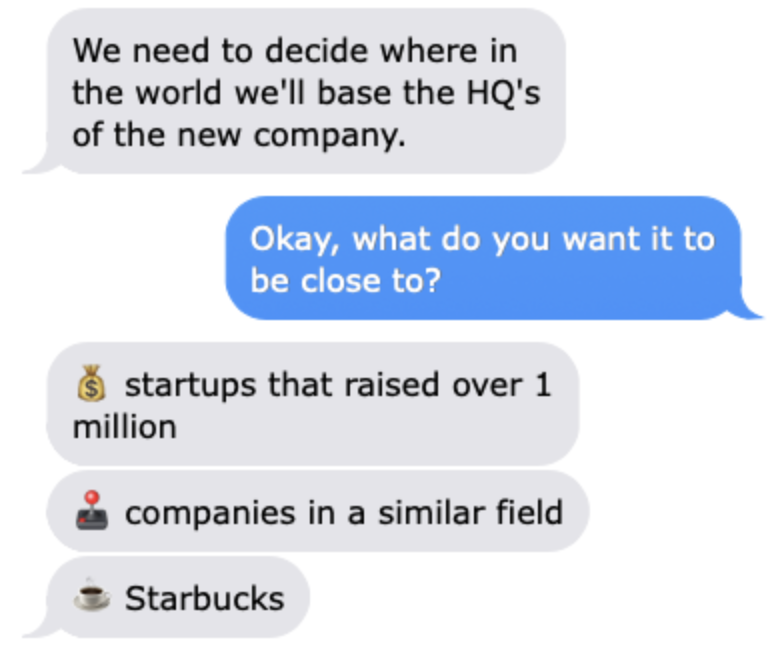 We need to decide where in
the world we'll base the HQ's
of the new company.
Okay, what do you want it to
be close to?
💰 startups that raised over 1
million
🕹️ companies in a similar field
☕ Starbucks